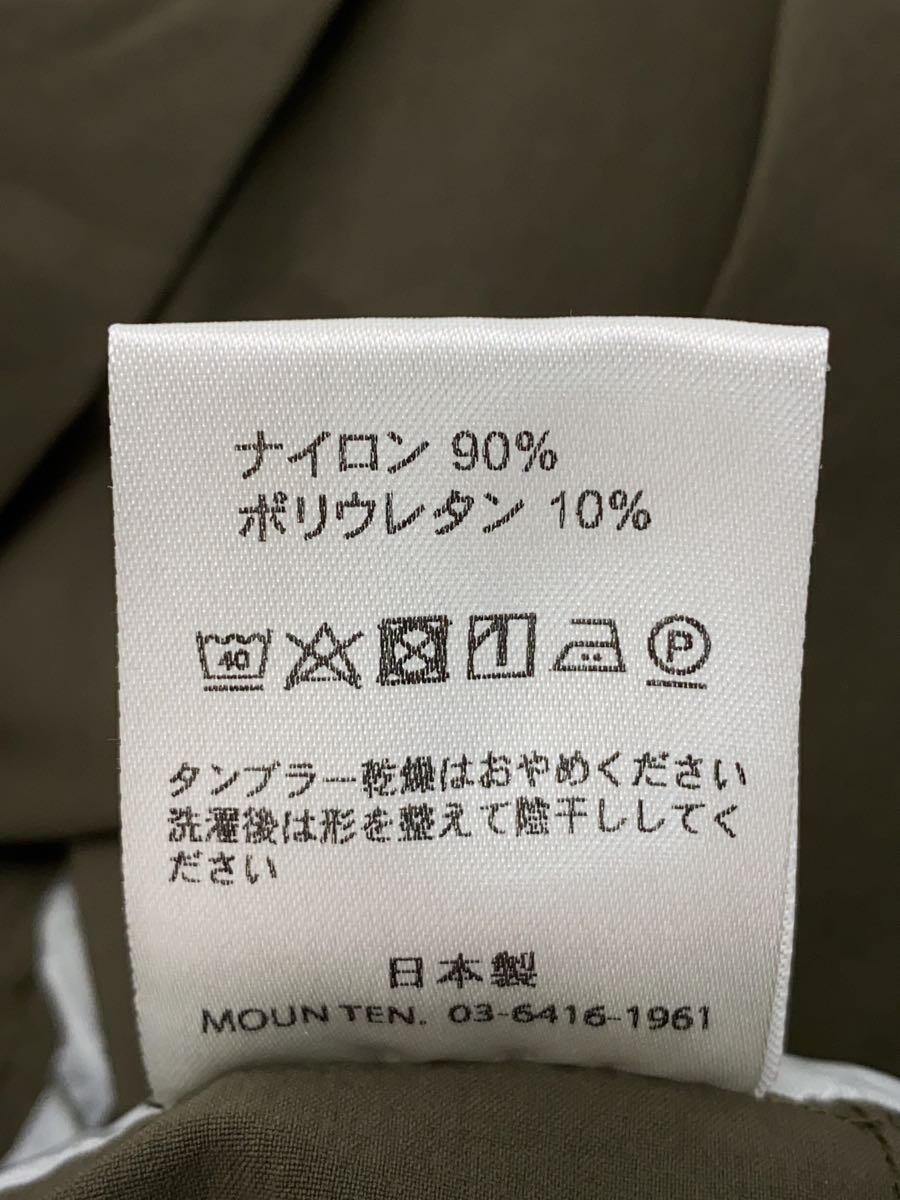 ナイロン 90%
ポリウレタン 10%
40 P
タンブラー乾燥はおやめください
洗濯後は形を整えて陰干ししてく
ださい
日本製
MOUN TEN. 03-6416-1961